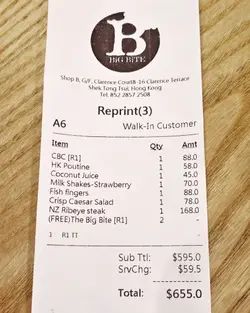 B
BIG BITE
Shop B, G/F, Clarence Court8-16 Clarence Terrace
Shek Tong Tsui, Hong Kong
Tel: 852 2857 2508
Reprint(3)
A6 Walk-In Customer
Item Qty Amt
CBC [R1] 1 88.0
HK Poutine 1 58.0
Coconut Juice 1 45.0
Milk Shakes-Strawberry 1 70.0
Fish fingers 1 88.0
Crisp Caesar Salad 1 78.0
NZ Ribeye steak 1 168.0
(FREE)The Big Bite [R1] 2 -
1 R1 TT -
Sub Ttl: $595.0
SrvChg: $59.5
Total: $655.0